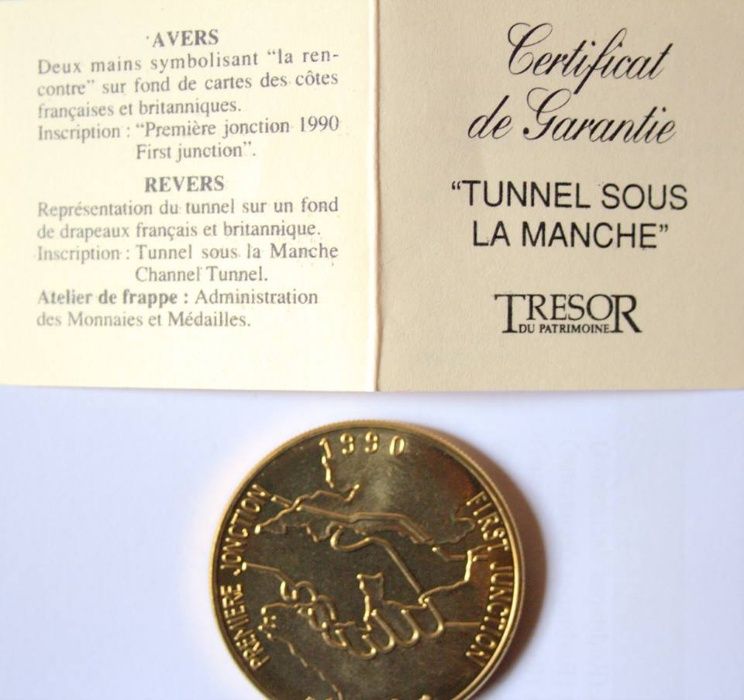 AVERS
Deux mains symbolisant “la ren-
contre” sur fond de cartes des côtes
françaises et britanniques.
Inscription : “Première jonction 1990
First junction”.
REVERS
Représentation du tunnel sur un fond
de drapeaux français et britannique.
Inscription : Tunnel sous la Manche
Channel Tunnel.
Atelier de frappe : Administration
des Monnaies et Médailles.
Certificat
de Garantie
“TUNNEL SOUS
LA MANCHE”
TRESOR
DU PATRIMOINE
1990
PREMIERE JONCTION
FIRST JUNCTION